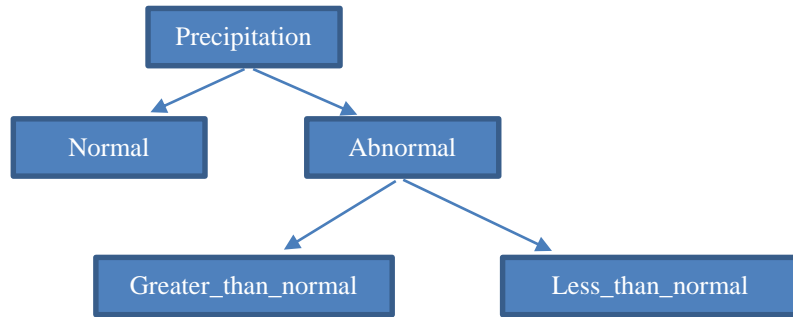 Precipitation
Normal
Abnormal
Greater_than_normal
Less_than_normal